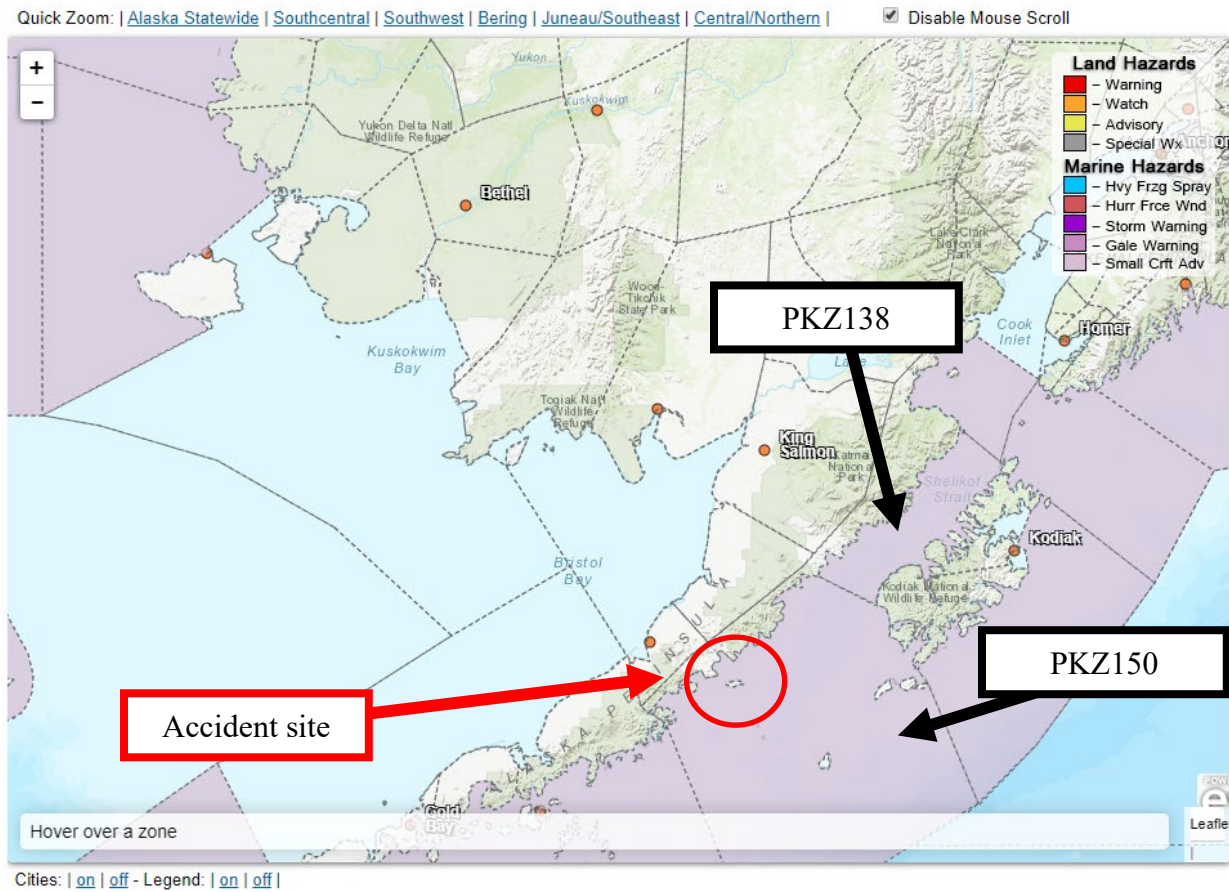 Quick Zoom: | Alaska Statewide | Southcentral | Southwest | Bering | Juneau/Southeast | Central/Northern |
Disable Mouse Scroll
+
−
Land Hazards
– Warning
– Watch
– Advisory
– Special Wx
Marine Hazards
– Hvy Frzg Spray
– Hurr Frce Wnd
– Storm Warning
– Gale Warning
– Small Crft Adv
Yukon
Kuskokwim
Yukon Delta Natl
Wildlife Refuge
Bethel
Lake Clark
National
Park
Wood-
Tikchik
State Park
PKZ138
Cook
Inlet
Homer
Kuskokwim
Bay
Lake
Togiak Nat'l
Wildlife
Refuge
King
Salmon
Katmai
National
Park
Shelikof
Strait
Kodiak
Bristol
Bay
Kodiak National
Wildlife Refuge
PKZ150
Accident site
ALASKA PENINSULA
Cold
Bay
Hover over a zone
Leafle
|
Cities: | on | off - Legend: | on | off |